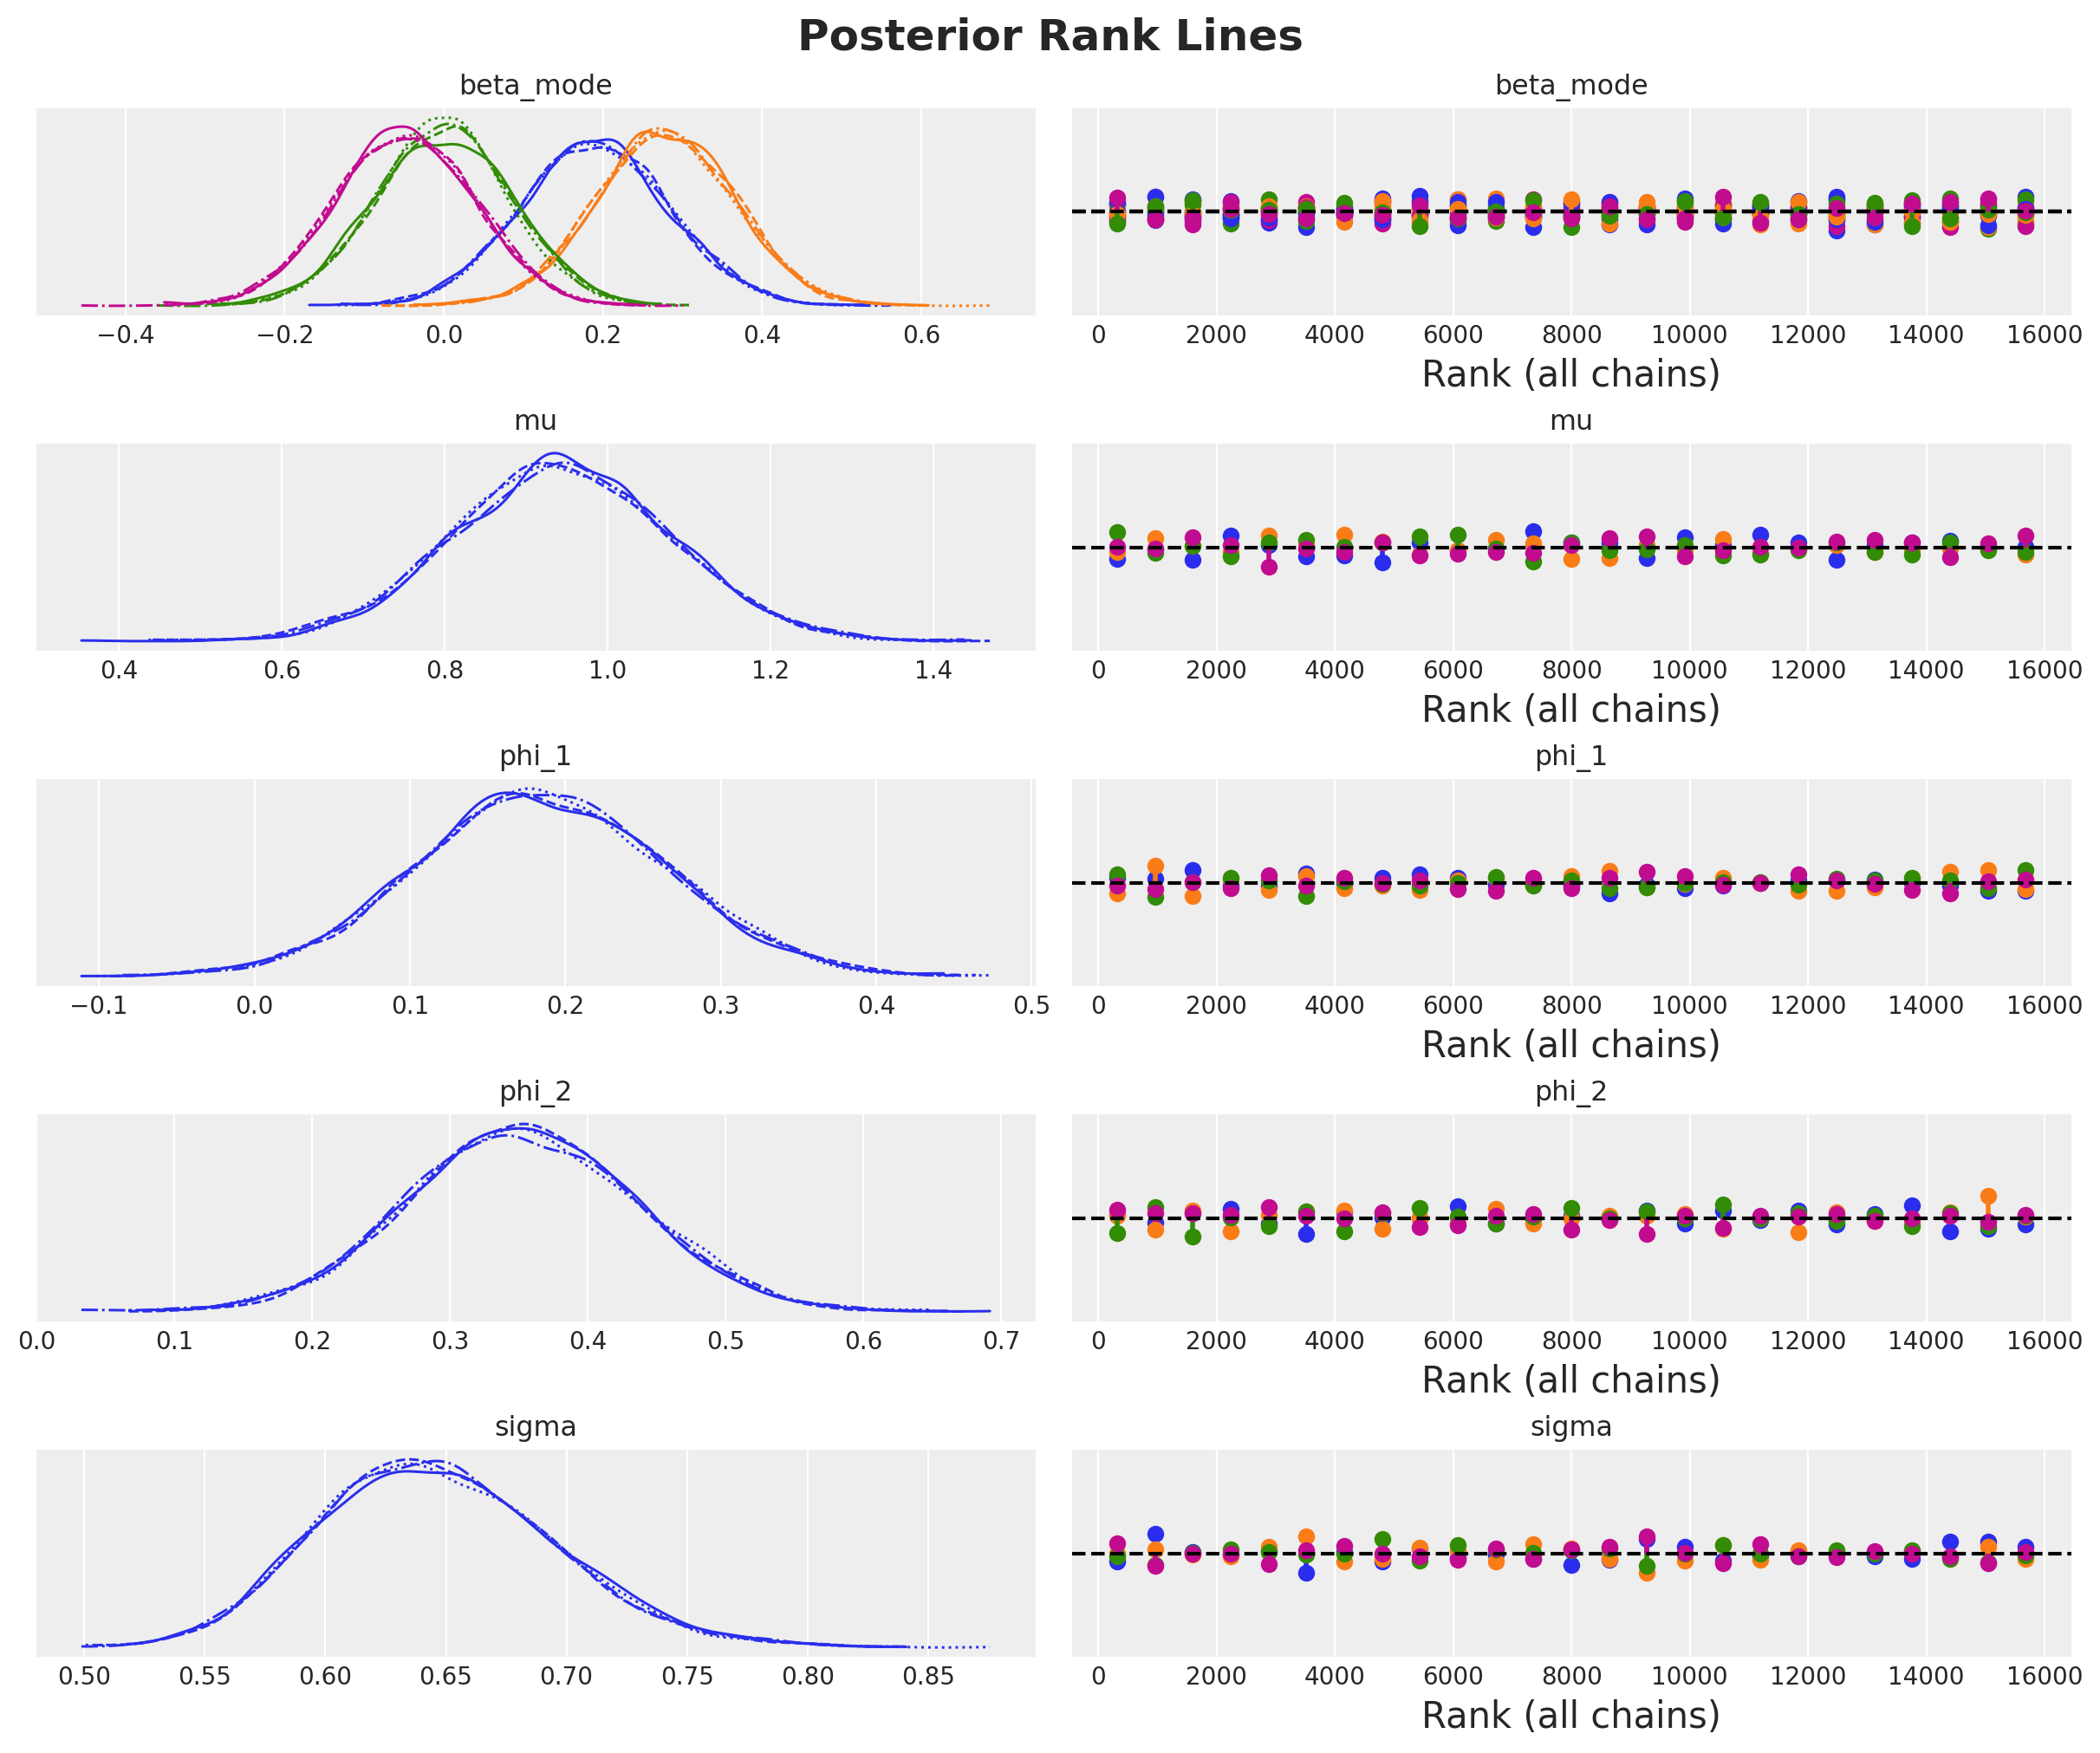 Posterior Rank Lines
beta_mode beta_mode
−0.4 −0.2 0.0 0.2 0.4 0.6 0 2000 4000 6000 8000 10000 12000 14000 16000
Rank (all chains)
mu mu
0.4 0.6 0.8 1.0 1.2 1.4 0 2000 4000 6000 8000 10000 12000 14000 16000
Rank (all chains)
phi_1 phi_1
−0.1 0.0 0.1 0.2 0.3 0.4 0.5 0 2000 4000 6000 8000 10000 12000 14000 16000
Rank (all chains)
phi_2 phi_2
0.0 0.1 0.2 0.3 0.4 0.5 0.6 0.7 0 2000 4000 6000 8000 10000 12000 14000 16000
Rank (all chains)
sigma sigma
0.50 0.55 0.60 0.65 0.70 0.75 0.80 0.85 0 2000 4000 6000 8000 10000 12000 14000 16000
Rank (all chains)